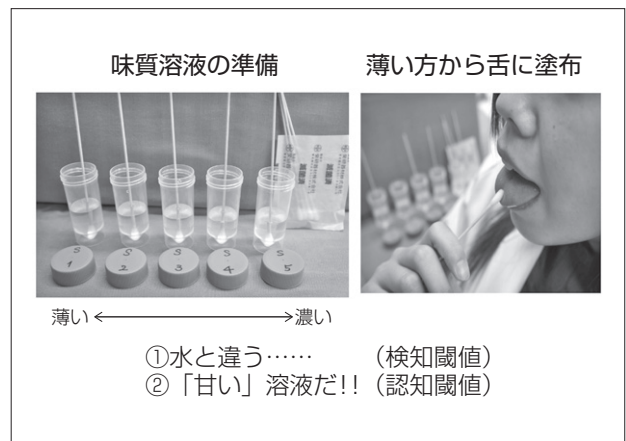 味質溶液の準備
薄い方から舌に塗布
S
1
S
2
S
3
S
4
S
5
薄い
濃い
①水と違う…… （検知閾値）
②「甘い」溶液だ!!（認知閾値）